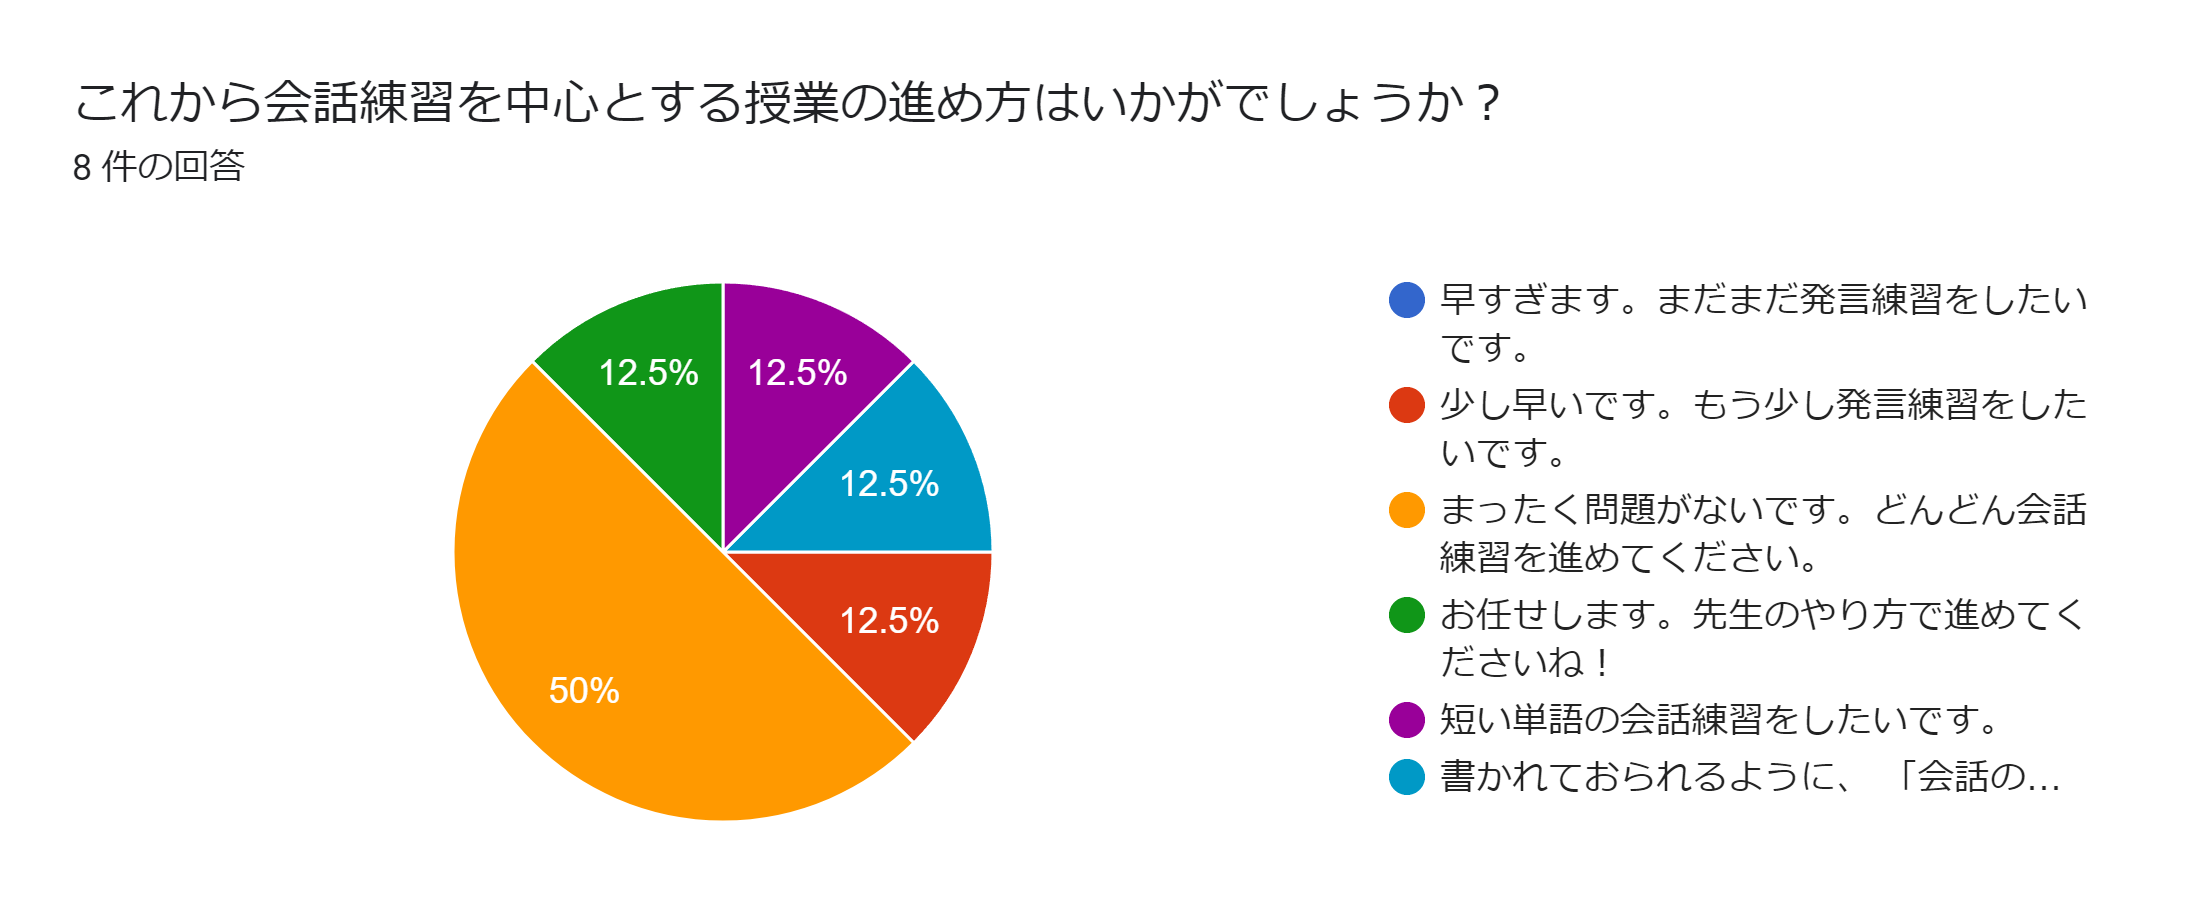 これから会話練習を中心とする授業の進め方はいかがでしょうか？
8 件の回答
12.5%
12.5%
12.5%
12.5%
50%
早すぎます。まだまだ発言練習をしたい
です。
少し早いです。もう少し発言練習をした
いです。
まったく問題がないです。どんどん会話
練習を進めてください。
お任せします。先生のやり方で進めてく
ださいね！
短い単語の会話練習をしたいです。
書かれておられるように、 「会話の…